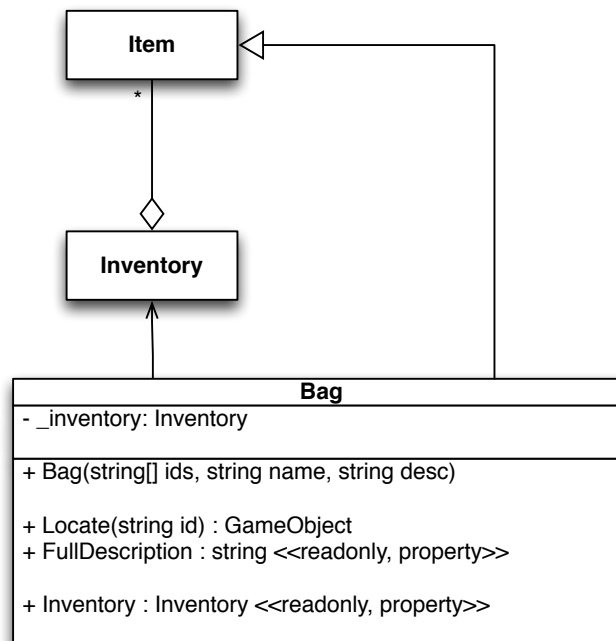 Item
*
Inventory
Bag
- _inventory: Inventory
+ Bag(string[] ids, string name, string desc)
+ Locate(string id) : GameObject
+ FullDescription : string <<readonly, property>>
+ Inventory : Inventory <<readonly, property>>